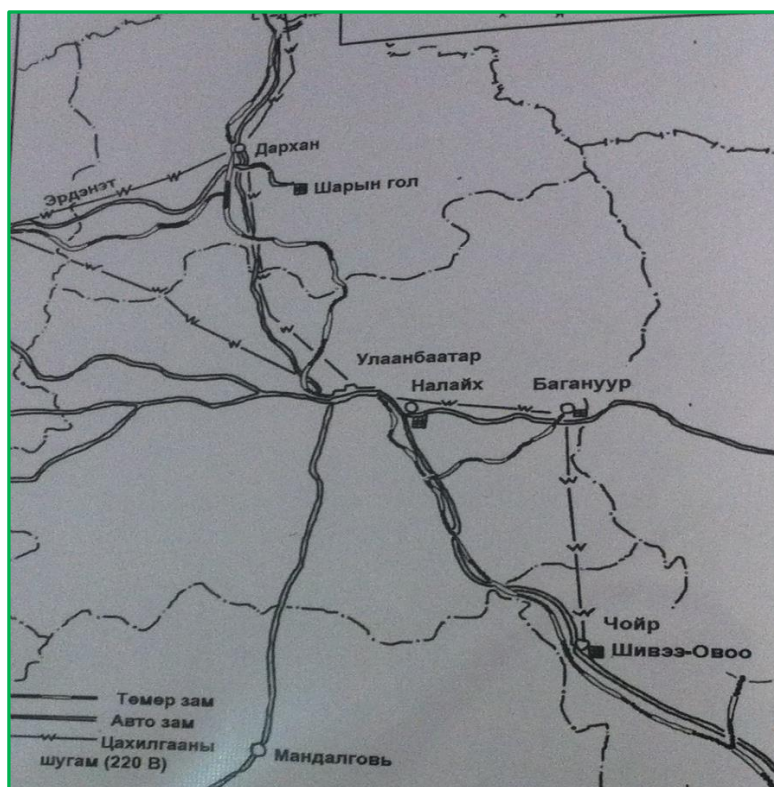 Дархан
Эрдэнэт
Шарын гол
Улаанбаатар
Налайх
Багануур
Чойр
Шивээ-Овоо
Төмөр зам
Авто зам
Цахилгааны
шугам (220 В)
Мандалговь